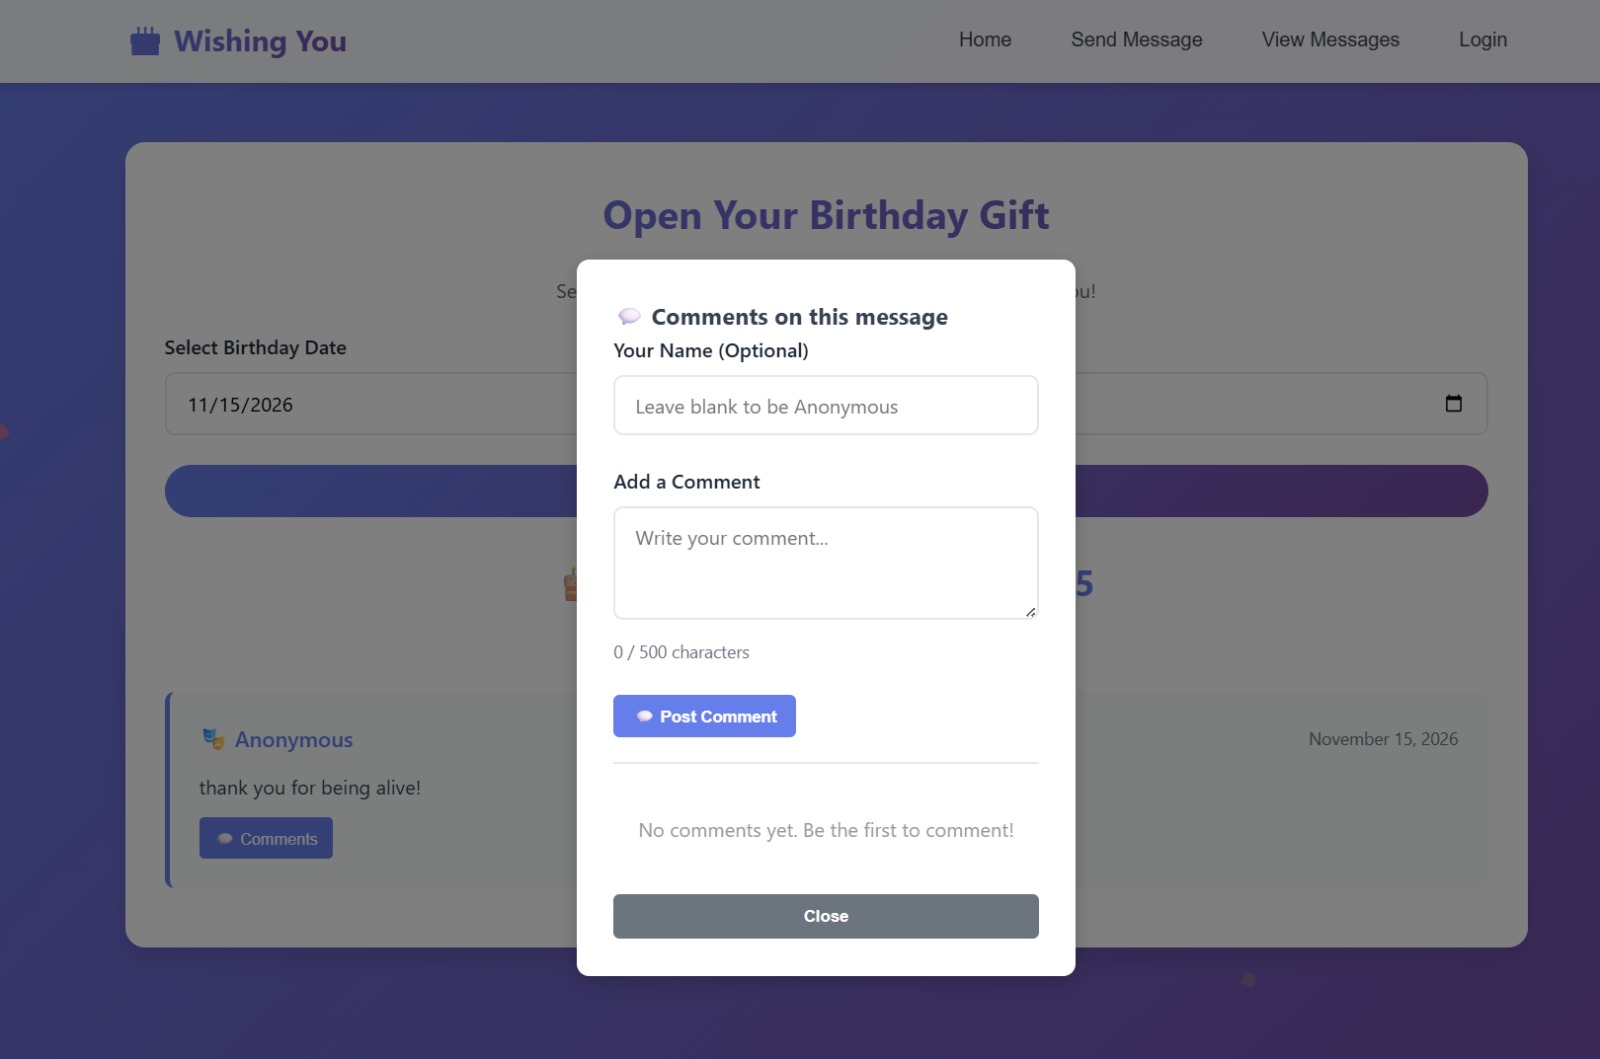 Wishing You
Home
Send Message
View Messages
Login
Open Your Birthday Gift
Comments on this message
Your Name (Optional)
Select Birthday Date
11/15/2026
Leave blank to be Anonymous
Add a Comment
Write your comment...
0 / 500 characters
Post Comment
Anonymous
November 15, 2026
thank you for being alive!
Comments
No comments yet. Be the first to comment!
Close